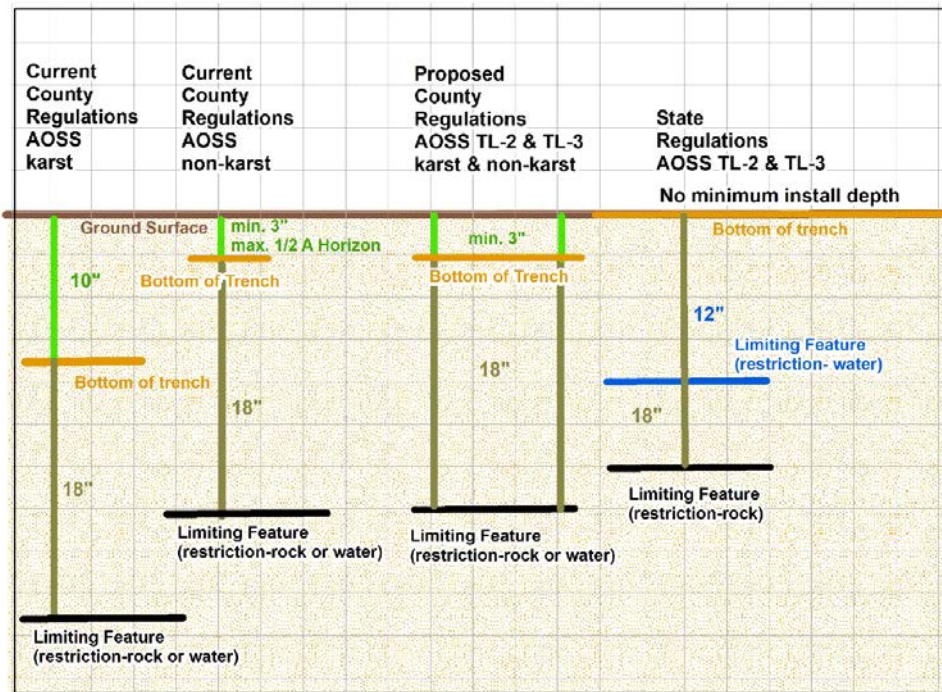 Current
County
Regulations
AOSS
karst
Current
County
Regulations
AOSS
non-karst
Proposed
County
Regulations
AOSS TL-2 & TL-3
karst & non-karst
State
Regulations
AOSS TL-2 & TL-3
No minimum install depth
Ground Surface
min. 3"
max. 1/2 A Horizon
min. 3"
Bottom of trench
10"
Bottom of Trench
Bottom of Trench
12"
Limiting Feature
(restriction- water)
Bottom of trench
18"
18"
18"
18"
Limiting Feature
(restriction-rock or water)
Limiting Feature
(restriction-rock or water)
Limiting Feature
(restriction-rock)
Limiting Feature
(restriction-rock or water)